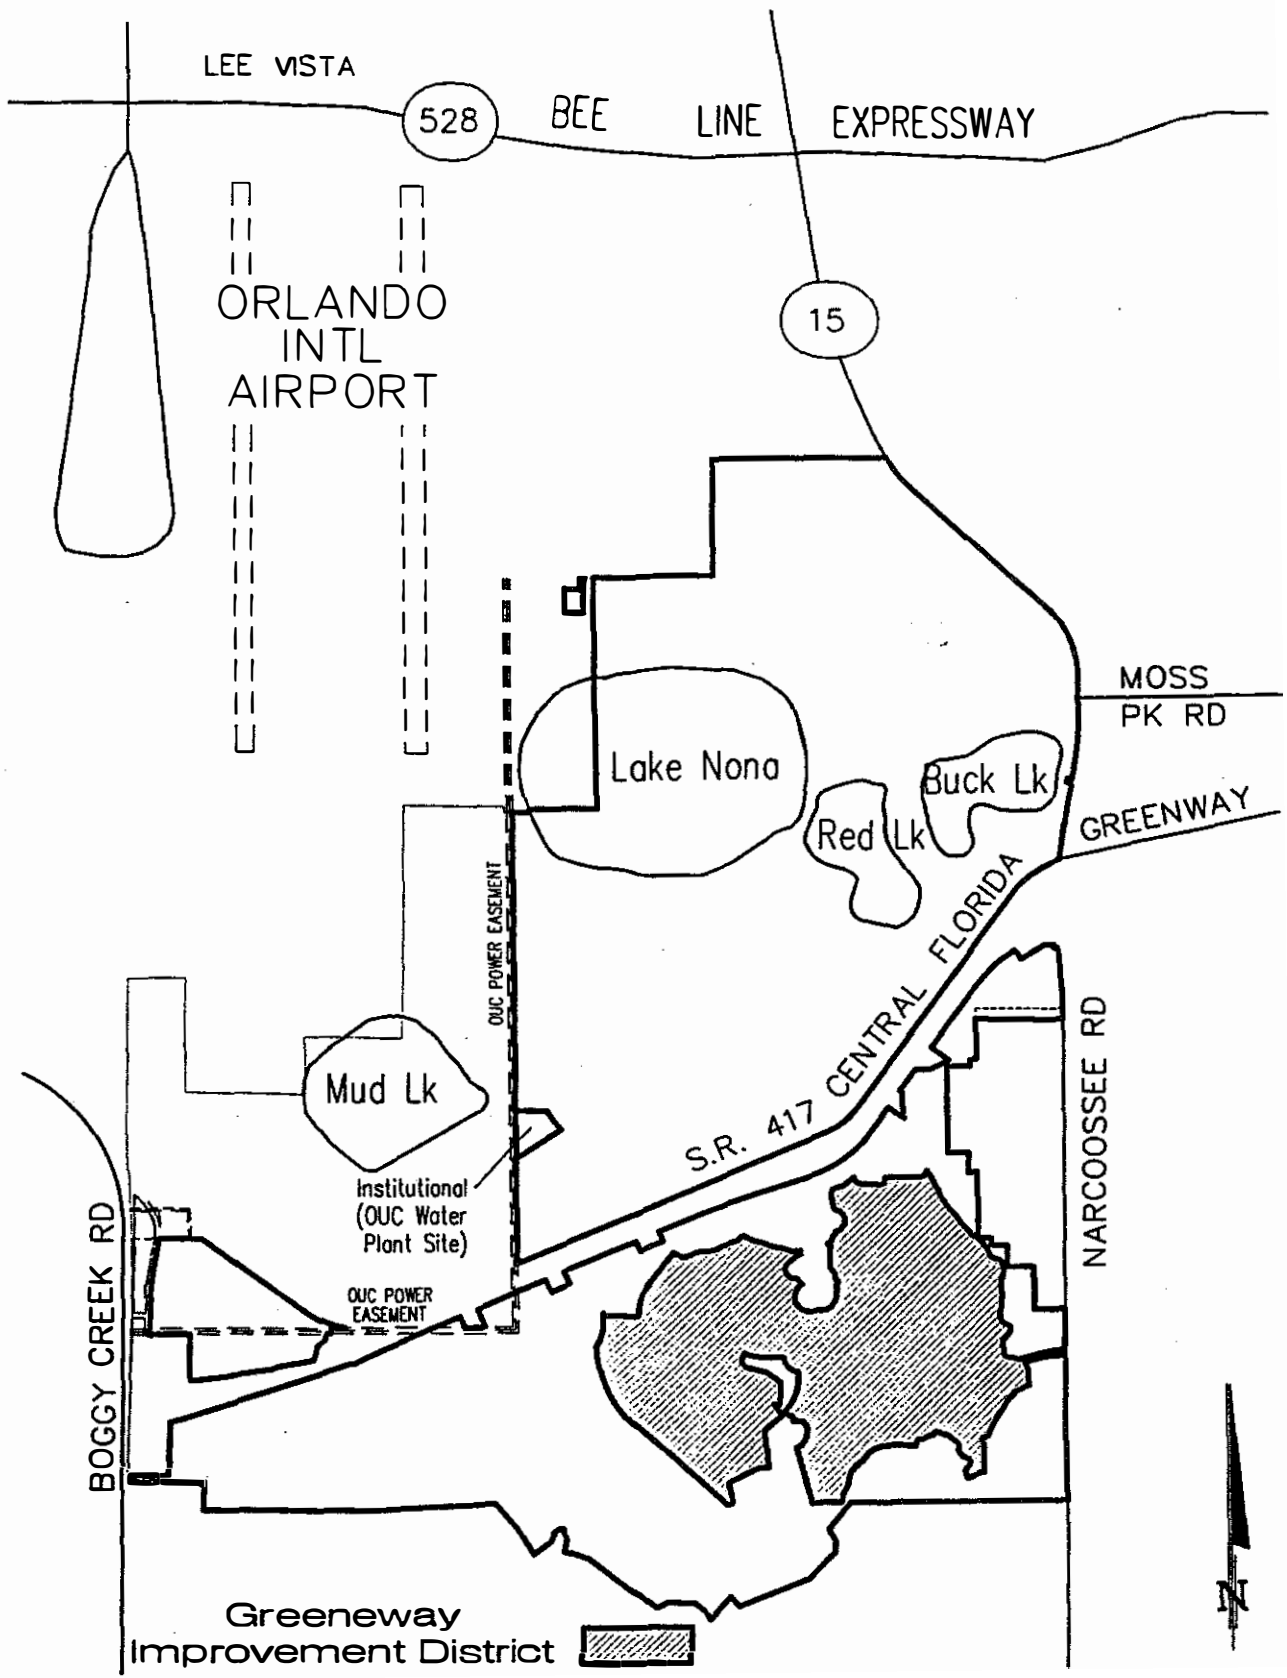 LEE VISTA
528
BEE LINE EXPRESSWAY
ORLANDO
INTL
AIRPORT
15
MOSS
PK RD
Lake Nona
Buck Lk
Red Lk
GREENWAY
OUC POWER EASEMENT
S.R. 417 CENTRAL FLORIDA
Mud Lk
NARCOOSSEE RD
Institutional
(OUC Water
Plant Site)
BOGGY CREEK RD
OUC POWER
EASEMENT
N
Greeneway
Improvement District